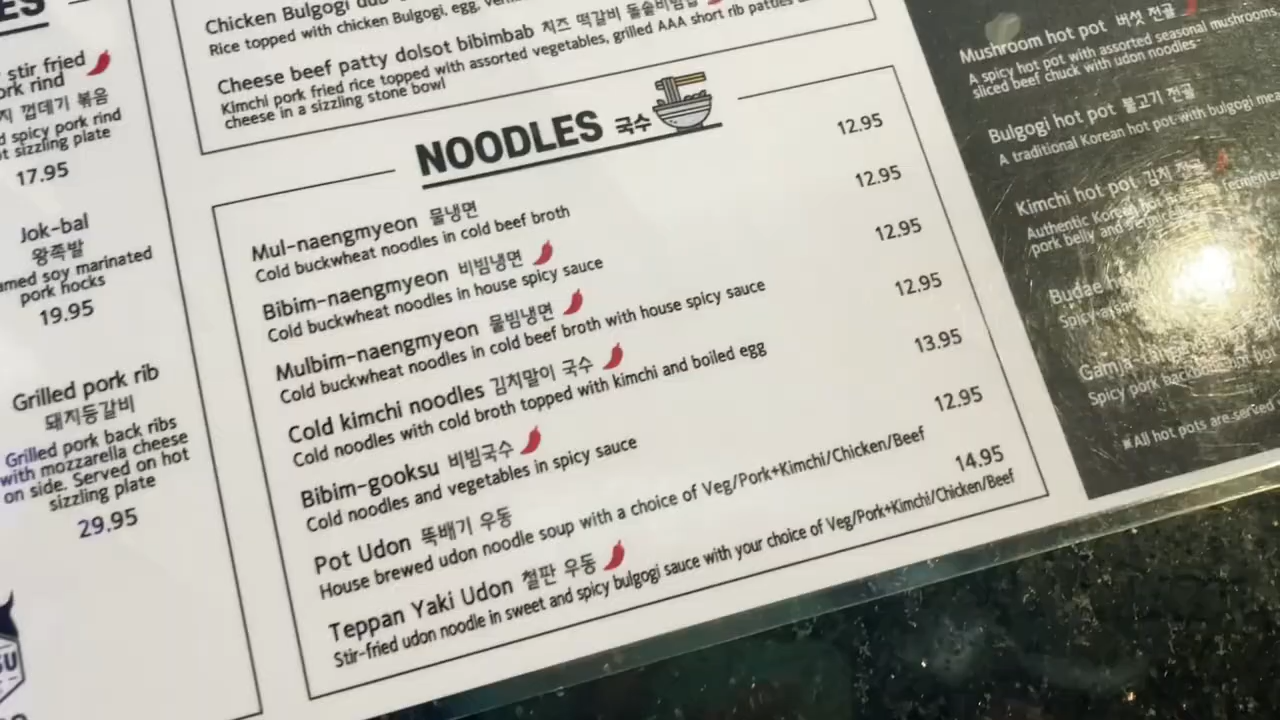 ES
stir fried
ork rind
지 껍데기 볶음
d spicy pork rind
ot sizzling plate
17.95
Jok-bal
왕족발
amed soy marinated
pork hocks
19.95
Grilled pork rib
돼지등갈비
Grilled pork back ribs
with mozzarella cheese
on side. Served on hot
sizzling plate
29.95
SU
Chicken Bulgogi
Rice topped with chicken Bulgogi, egg,
Cheese beef patty dolsot bibimbab 치즈 떡갈비 돌솥비빔밥
Kimchi pork fried rice topped with assorted vegetables, grilled AAA short rib patties
cheese in a sizzling stone bowl
NOODLES 국수
Mul-naengmyeon 물냉면 12.95
Cold buckwheat noodles in cold beef broth
Bibim-naengmyeon 비빔냉면 12.95
Cold buckwheat noodles in house spicy sauce
Mulbim-naengmyeon 물빔냉면 12.95
Cold buckwheat noodles in cold beef broth with house spicy sauce
Cold kimchi noodles 김치말이 국수 12.95
Cold noodles with cold broth topped with kimchi and boiled egg
Bibim-gooksu 비빔국수 13.95
Cold noodles and vegetables in spicy sauce
Pot Udon 뚝배기 우동 12.95
House brewed udon noodle soup with a choice of Veg/Pork+Kimchi/Chicken/Beef
Teppan Yaki Udon 철판 우동 14.95
Stir-fried udon noodle in sweet and spicy bulgogi sauce with your choice of Veg/Pork+Kimchi/Chicken/Beef
Mushroom hot pot 버섯 전골
A spicy hot pot with assorted seasonal mushrooms,
sliced beef chuck with udon noodles
Bulgogi hot pot 불고기 전골
A traditional Korean hot pot with bulgogi mea
Kimchi hot pot 김치 전골
Authentic Korean hot fermente
pork belly and
Budae
Spicy
Gamja
Spicy pork
※All hot pots are served